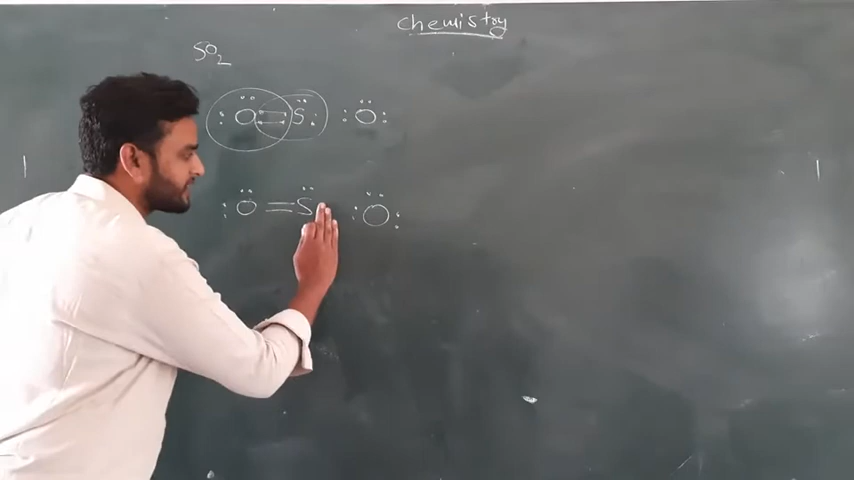 Chemistry
SO2
O S O
O = S O